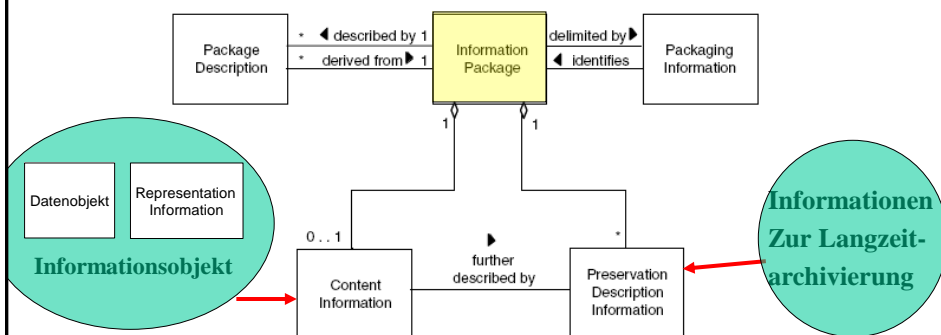 Package
Description
* ◀ described by 1
* derived from ▶ 1
Information
Package
delimited by ▶
◀ identifies
Packaging
Information
1
1
Datenobjekt
Representation
Information
Informationsobjekt
Informationen
Zur Langzeit-
archivierung
0 . . 1
*
▶
further
described by
Content
Information
Preservation
Description
Information